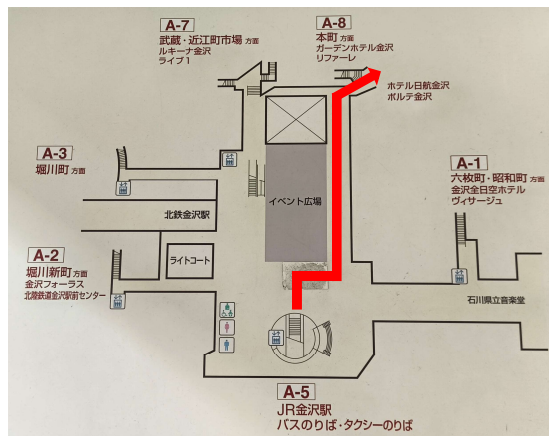 A-7
武蔵・近江町市場 方面
ルキーナ金沢
ライブ1
A-8
本町 方面
ガーデンホテル金沢
リファーレ
ホテル日航金沢
ポルテ金沢
A-3
堀川町 方面
A-1
六枚町・昭和町 方面
金沢全日空ホテル
ヴィサージュ
イベント広場
北鉄金沢駅
A-2
堀川新町 方面
金沢フォーラス
北陸鉄道金沢駅前センター
ライトコート
石川県立音楽堂
A-5
JR金沢駅
バスのりば・タクシーのりば